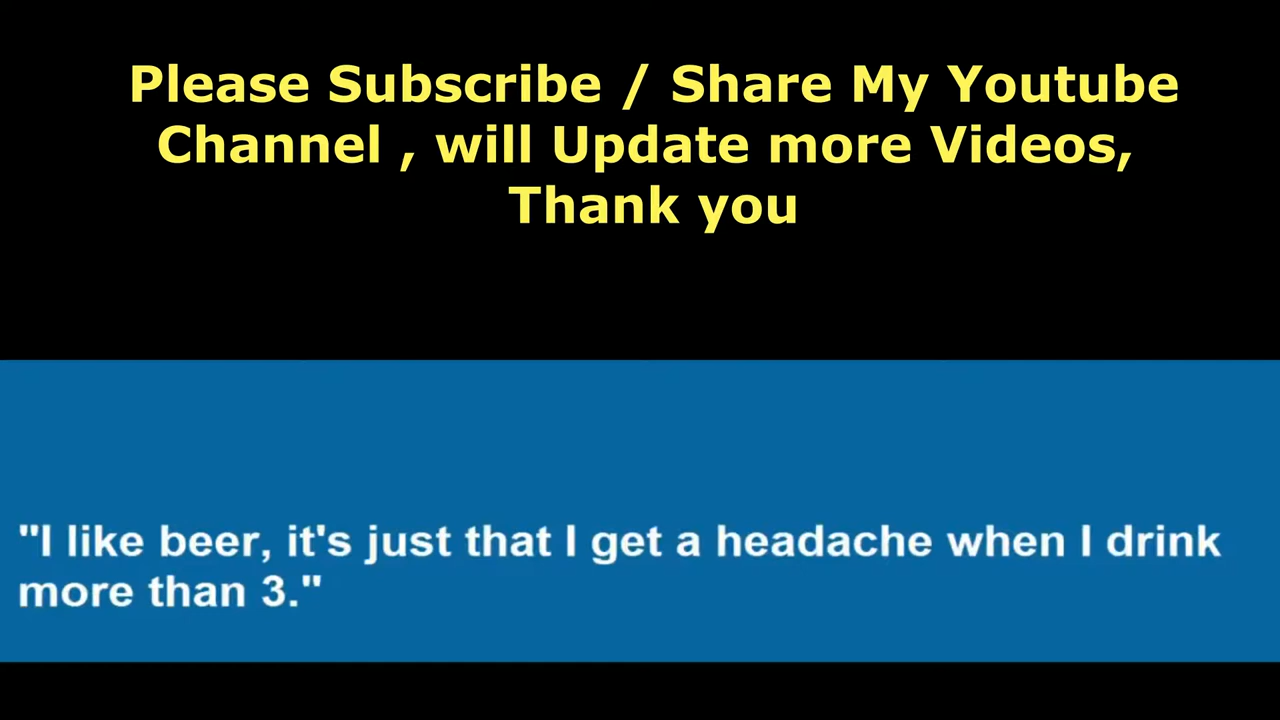 Please Subscribe / Share My Youtube
Channel , will Update more Videos,
Thank you
"I like beer, it's just that I get a headache when I drink
more than 3."